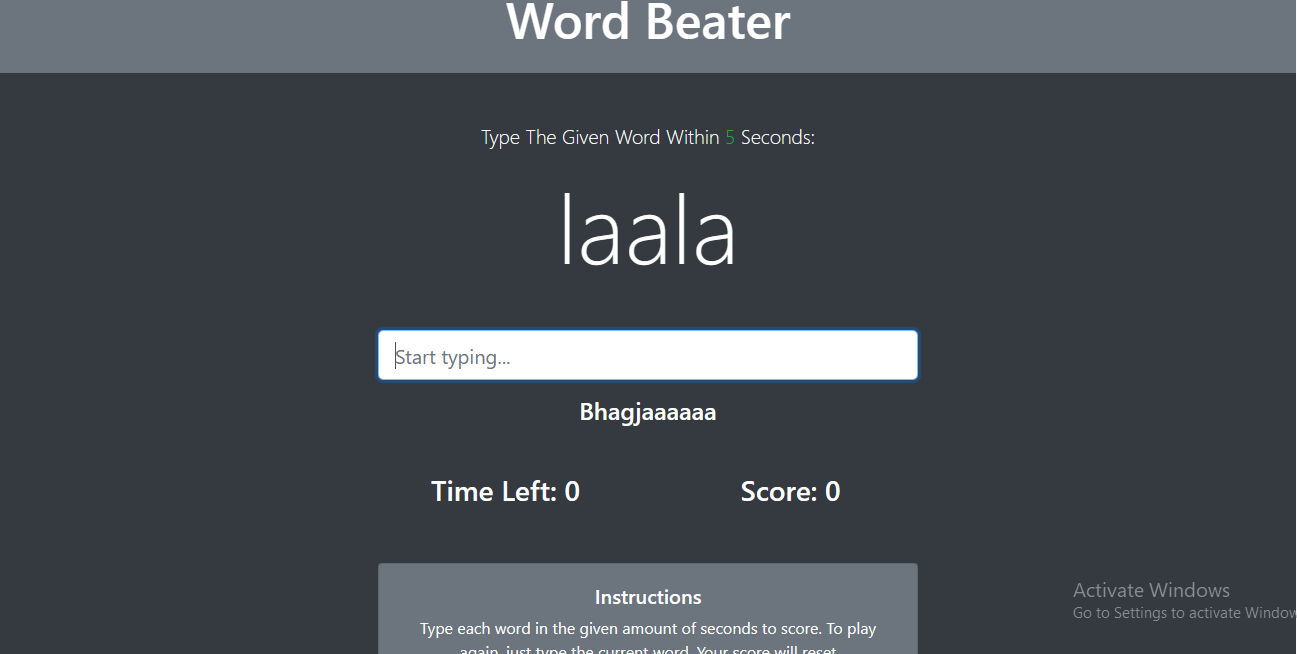 Word Beater
Type The Given Word Within 5 Seconds:
laala
Start typing...
Bhagjaaaaaa
Time Left: 0
Score: 0
Instructions
Type each word in the given amount of seconds to score. To play
again, just type the current word. Your score will reset
Activate Windows
Go to Settings to activate Window